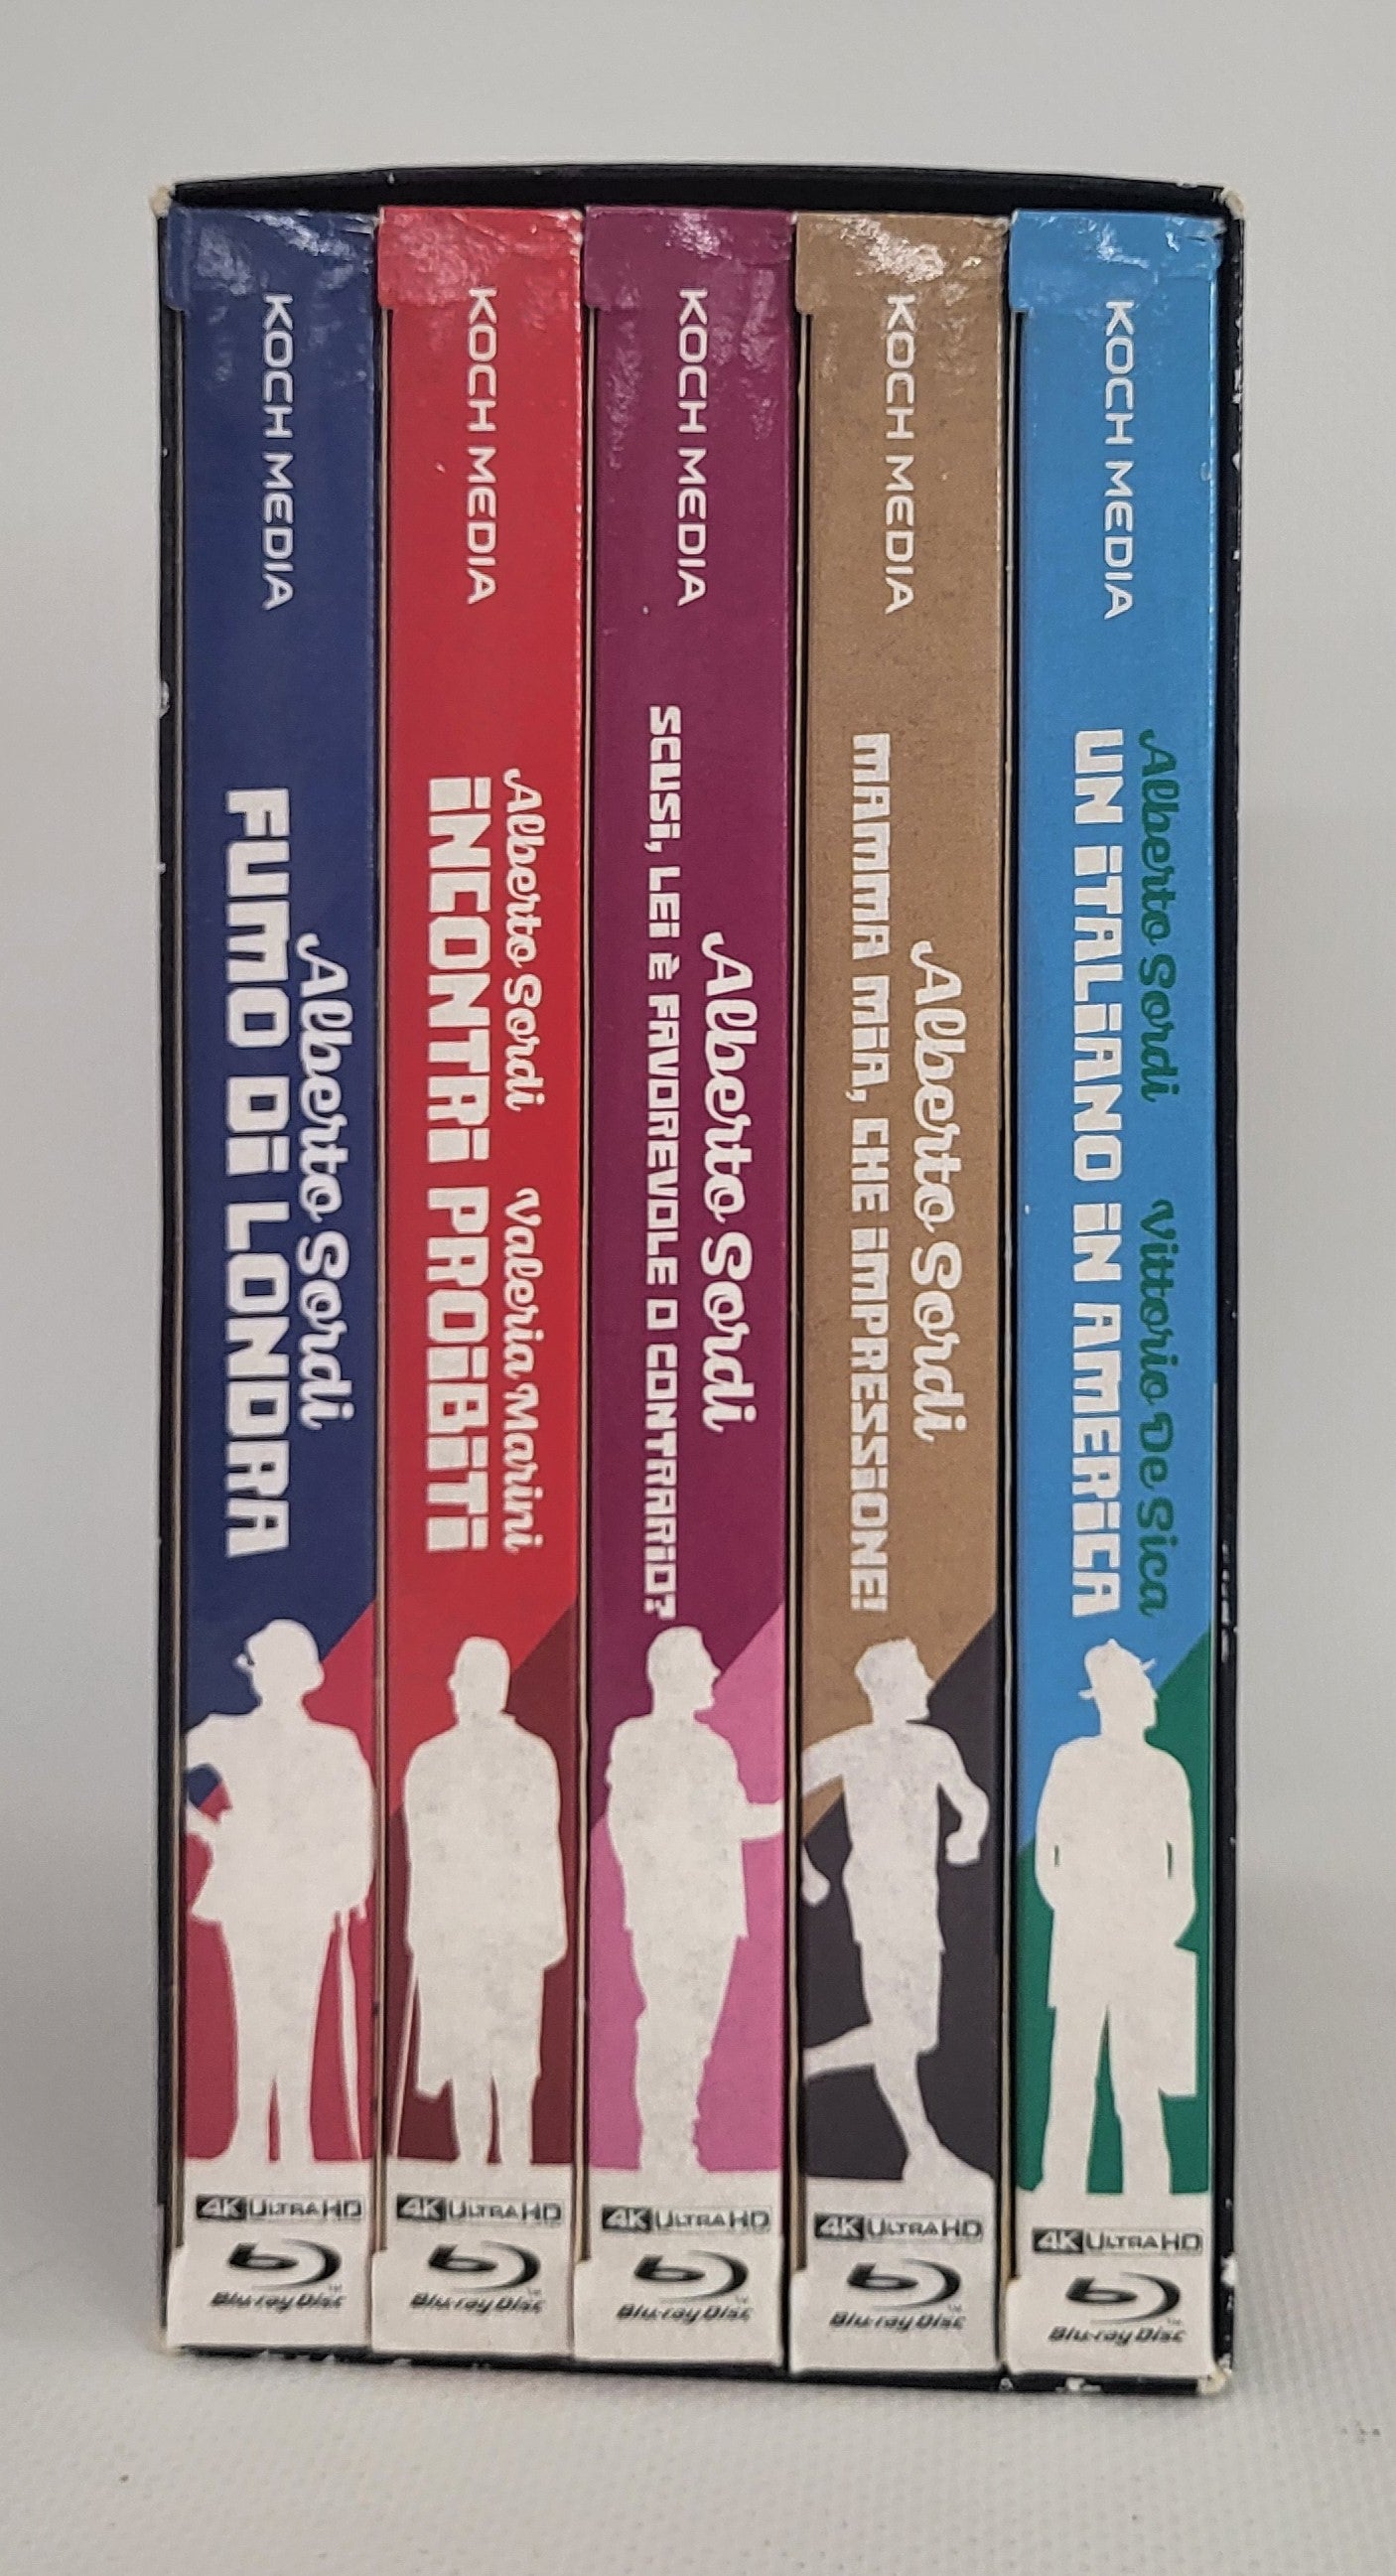 KOCH MEDIA
Alberto Sordi
FUMO Di LONDRA
4K ULTRA HD
Blu-ray Disc
KOCH MEDIA
Alberto Sordi Valeria Marini
iNCONTRi PROiBiTi
4K ULTRA HD
Blu-ray Disc
KOCH MEDIA
Alberto Sordi
SCUSi, LEi È FAVOREVOLE O CONTRARiO?
4K ULTRA HD
Blu-ray Disc
KOCH MEDIA
Alberto Sordi
MAMMA MiA, CHE iMPRESSiONE!
4K ULTRA HD
Blu-ray Disc
KOCH MEDIA
Alberto Sordi Vittorio De Sica
UN iTALiANO iN AMERiCA
4K ULTRA HD
Blu-ray Disc